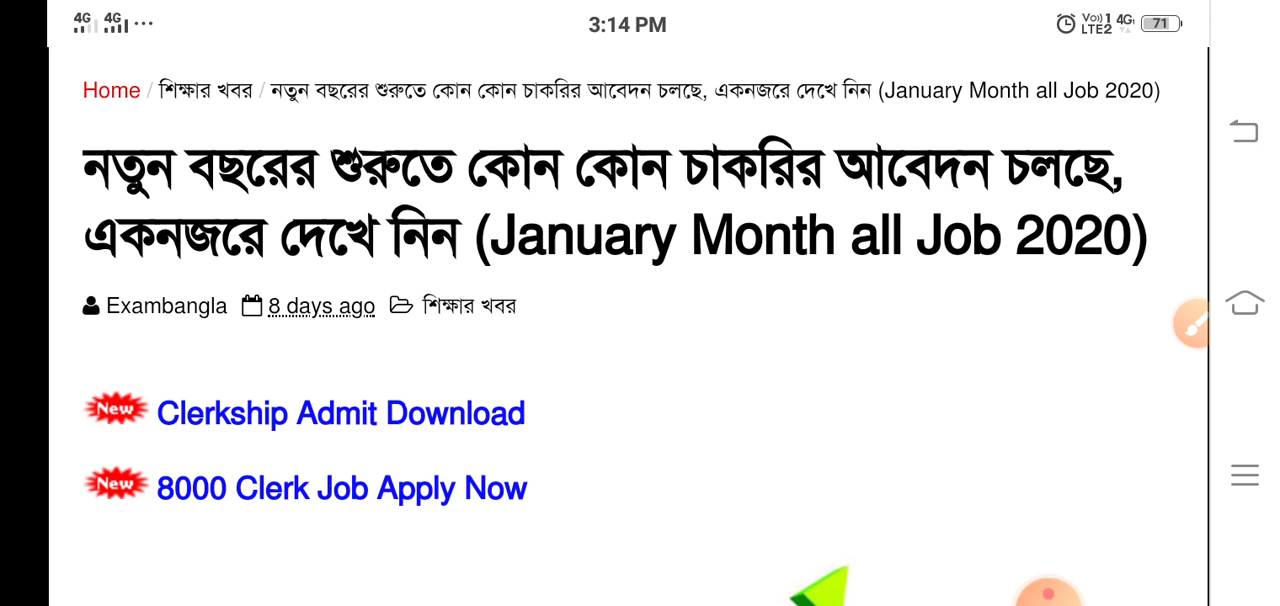 4G 4G ... 3:14 PM Vo)) 1 4G LTE2 71
Home / শিক্ষার খবর / নতুন বছরের শুরুতে কোন কোন চাকরির আবেদন চলছে, একনজরে দেখে নিন (January Month all Job 2020)
নতুন বছরের শুরুতে কোন কোন চাকরির আবেদন চলছে,
একনজরে দেখে নিন (January Month all Job 2020)
Exambangla 8 days ago শিক্ষার খবর
New Clerkship Admit Download
New 8000 Clerk Job Apply Now